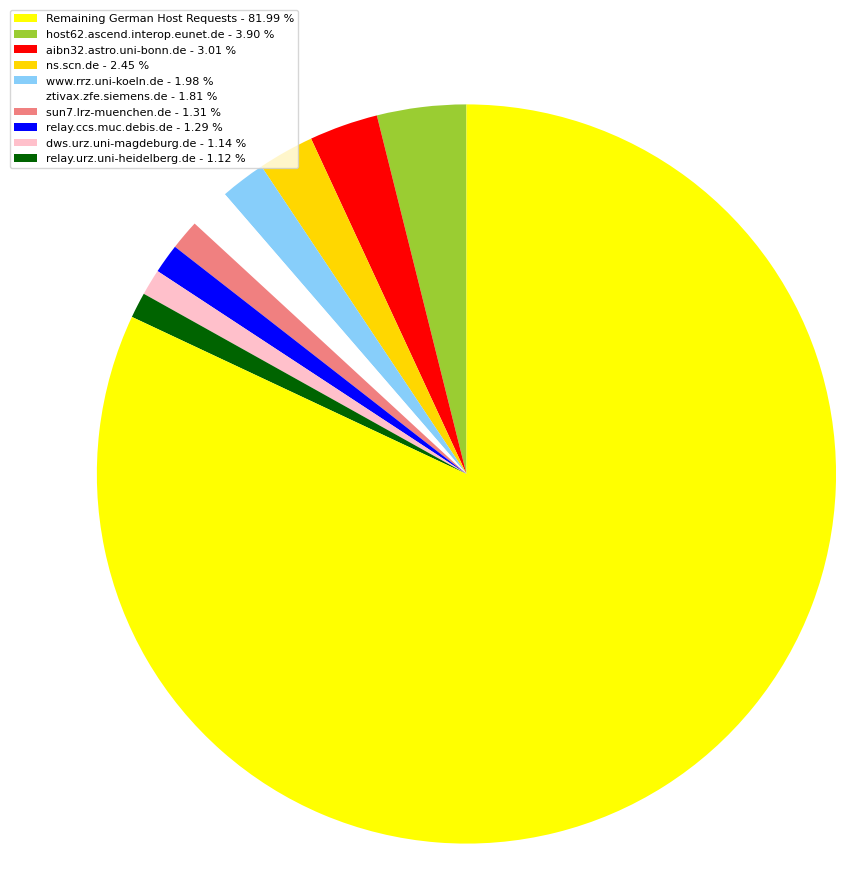 Remaining German Host Requests - 81.99 %
host62.ascend.interop.eunet.de - 3.90 %
aibn32.astro.uni-bonn.de - 3.01 %
ns.scn.de - 2.45 %
www.rrz.uni-koeln.de - 1.98 %
ztivax.zfe.siemens.de - 1.81 %
sun7.lrz-muenchen.de - 1.31 %
relay.ccs.muc.debis.de - 1.29 %
dws.urz.uni-magdeburg.de - 1.14 %
relay.urz.uni-heidelberg.de - 1.12 %